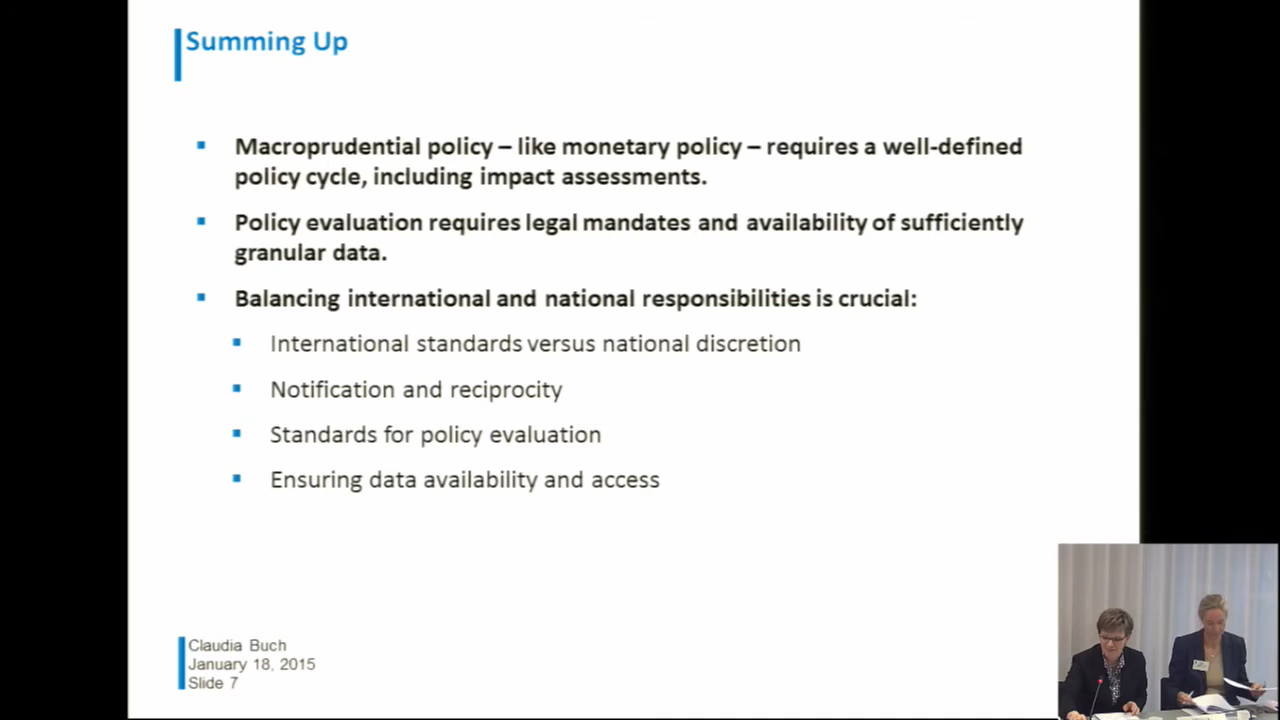 Summing Up
Macroprudential policy – like monetary policy – requires a well-defined
policy cycle, including impact assessments.
Policy evaluation requires legal mandates and availability of sufficiently
granular data.
Balancing international and national responsibilities is crucial:
International standards versus national discretion
Notification and reciprocity
Standards for policy evaluation
Ensuring data availability and access
Claudia Buch
January 18, 2015
Slide 7